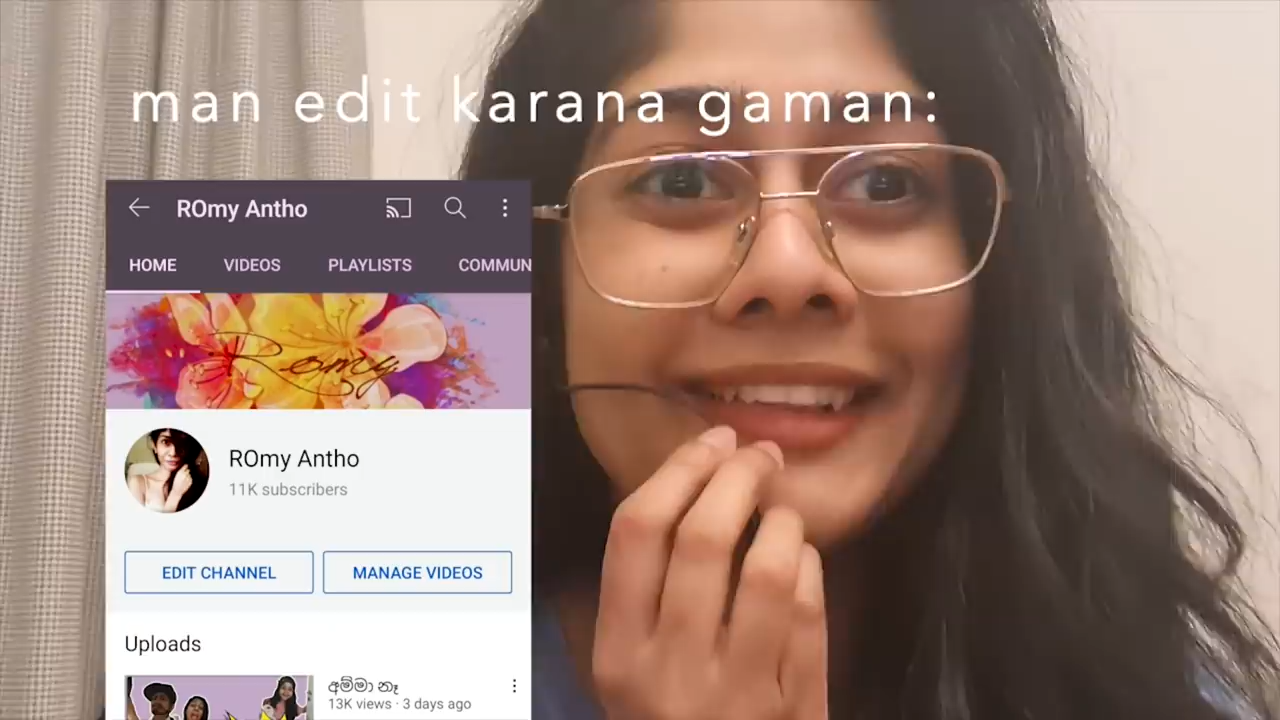 man edit karana gaman:
ROmy Antho
HOME VIDEOS PLAYLISTS COMMUN
Romy
ROmy Antho
11K subscribers
EDIT CHANNEL MANAGE VIDEOS
Uploads
අම්මා නෑ
13K views · 3 days ago